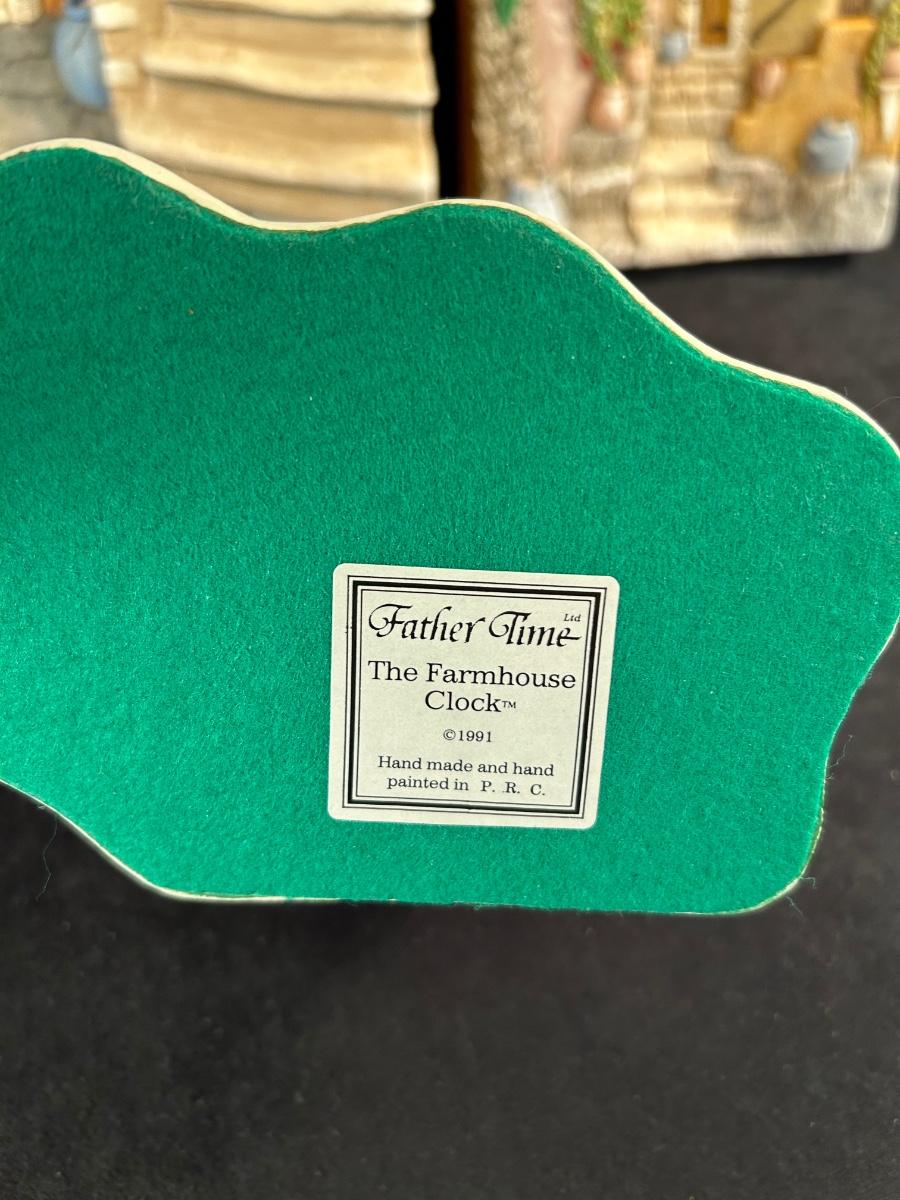 Father Time Ltd
The Farmhouse
Clock™
©1991
Hand made and hand
painted in P. R. C.